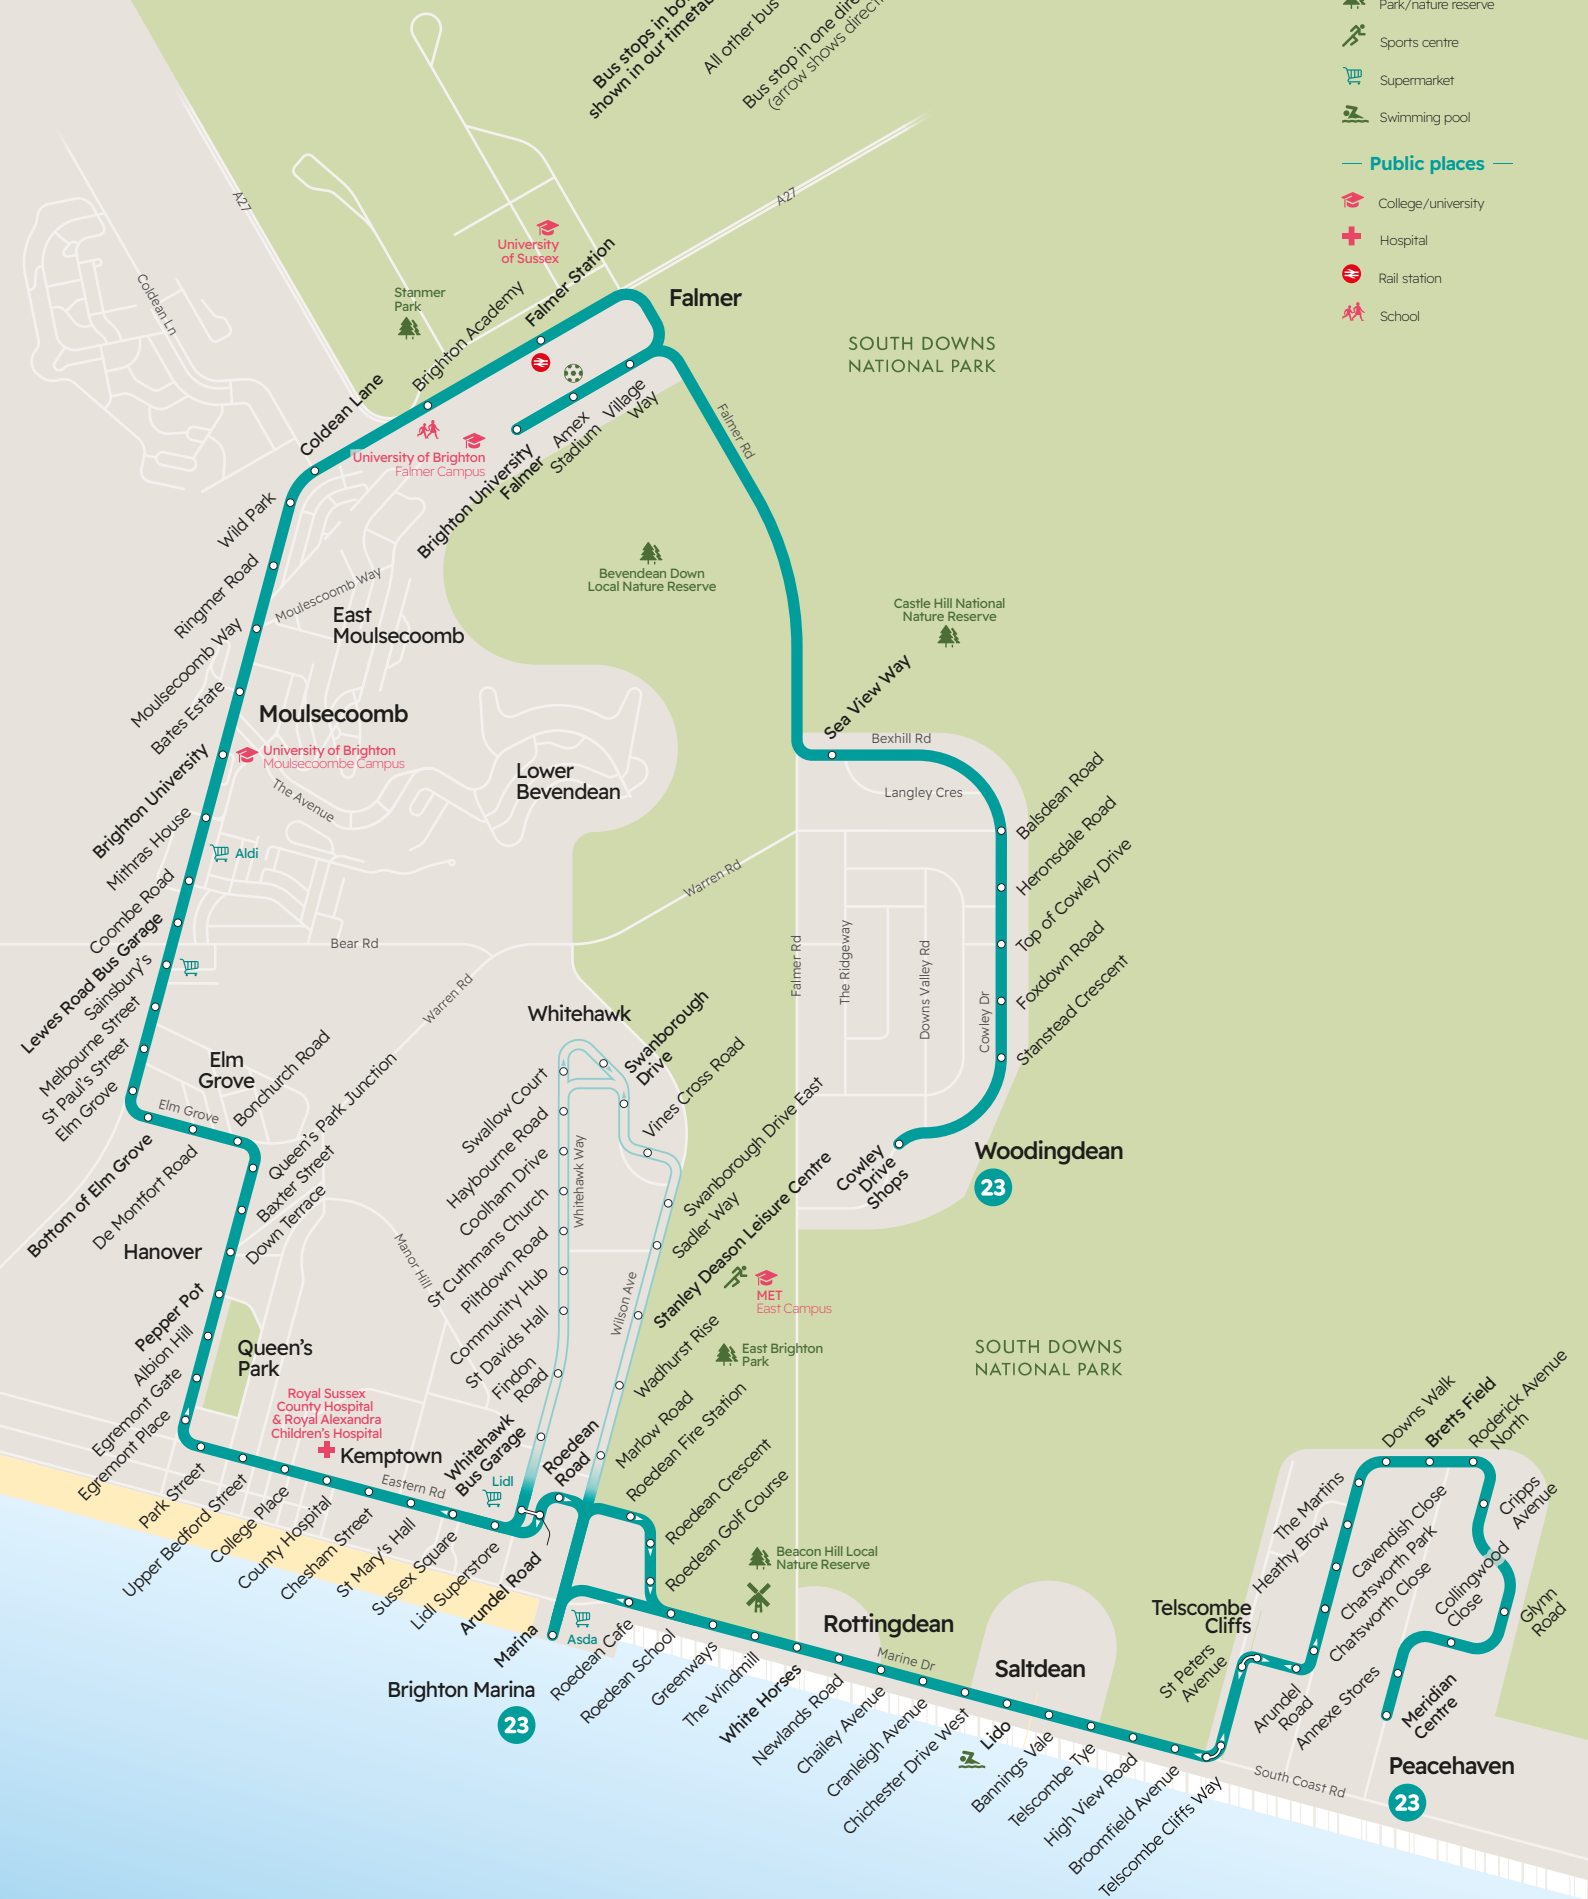 Bus stops in bo
shown in our timetab
All other bus
Bus stop in one dire
(arrow shows direct
Park/nature reserve
Sports centre
Supermarket
Swimming pool
Public places
College/university
Hospital
Rail station
School
A27
A27
Coldean Ln
University
of Sussex
Stanmer
Park
Falmer Station
Brighton Academy
Coldean Lane
Falmer
SOUTH DOWNS
NATIONAL PARK
University of Brighton
Falmer Campus
Brighton University
Falmer
Amex
Stadium
Village
Way
Falmer Rd
Wild Park
Ringmer Road
Moulsecoomb Way
Bates Estate
Brighton University
Mithras House
Coombe Road
Lewes Road Bus Garage
Sainsbury's
Melbourne Street
St Paul's Street
Elm Grove
Moulescoomb Way
East
Moulsecoomb
Moulsecoomb
University of Brighton
Moulsecoombe Campus
The Avenue
Lower
Bevendean
Aldi
Bevendean Down
Local Nature Reserve
Castle Hill National
Nature Reserve
Sea View Way
Bexhill Rd
Langley Cres
Balsdean Road
Heronsdale Road
Top of Cowley Drive
Foxdown Road
Stanstead Crescent
Warren Rd
Bear Rd
Warren Rd
Falmer Rd
The Ridgeway
Downs Valley Rd
Cowley Dr
Cowley
Drive
Shops
Woodingdean
23
Elm
Grove
Elm Grove
Bonchurch Road
Queen's Park Junction
Baxter Street
Down Terrace
Bottom of Elm Grove
De Montfort Road
Hanover
Pepper Pot
Albion Hill
Egremont Gate
Egremont Place
Queen's
Park
Manor Hill
Whitehawk
Swanborough
Drive
Vines Cross Road
Swanborough Drive East
Sadler Way
Stanley Deason Leisure Centre
Wadhurst Rise
Marlow Road
Roedean Fire Station
Roedean Crescent
Roedean Golf Course
Swallow Court
Haybourne Road
Coolham Drive
St Cuthmans Church
Piltdown Road
Community Hub
St Davids Hall
Findon
Road
Whitehawk
Bus Garage
Whitehawk Way
Wilson Ave
MET
East Campus
East Brighton
Park
SOUTH DOWNS
NATIONAL PARK
Royal Sussex
County Hospital
& Royal Alexandra
Children's Hospital
Kemptown
Eastern Rd
Lidl
Roedean
Road
Park Street
Upper Bedford Street
College Place
County Hospital
Chesham Street
St Mary's Hall
Sussex Square
Lidl Superstore
Arundel Road
Marina
Asda
Brighton Marina
23
Beacon Hill Local
Nature Reserve
Roedean Cafe
Roedean School
Greenways
The Windmill
White Horses
Newlands Road
Chailey Avenue
Cranleigh Avenue
Chichester Drive West
Lido
Bannings Vale
Telscombe Tye
High View Road
Broomfield Avenue
Telscombe Cliffs Way
Rottingdean
Marine Dr
Saltdean
Telscombe
Cliffs
St Peters
Avenue
Arundel
Road
Chatsworth Close
Chatsworth Park
Cavendish Close
Heathy Brow
The Martins
Downs Walk
Bretts Field
Roderick Avenue
North
Cripps
Avenue
Collingwood
Close
Glynn
Road
Annexe Stores
Meridian
Centre
South Coast Rd
Peacehaven
23